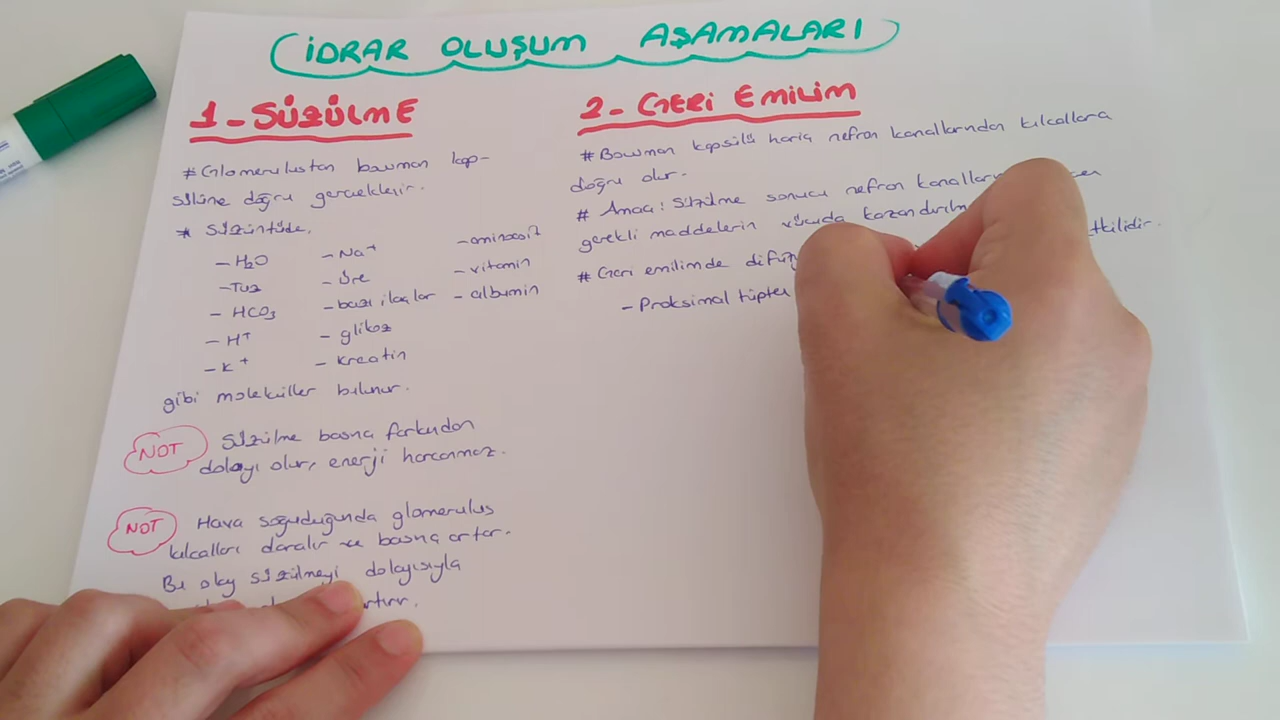 İDRAR OLUŞUM AŞAMALARI
1-SÜZÜLME
# Glomerulustan bowman kap-
sülüne doğru gerçekleşir.
* Süzüntüde,
- H2O
- Tuz
- HCO3
- H+
- K+
- Na+
- Üre
- bazı ilaçlar
- glikoz
- kreatin
- aminoasit
- vitamin
- albumin
gibi moleküller bulunur.
NOT Süzülme basınç farkından
dolayı olur, enerji harcanmaz.
NOT Hava soğuduğunda glomerulus
kılcalları daralır ve basınç artar.
Bu olay süzülmeyi dolayısıyla
artırır.
2-GERİ EMİLİM
# Bowman kapsülü hariç nefron kanallarından kılcallara
doğru olur.
# Amaç: Süzülme sonucu nefron
gerekli maddelerin vücuda
# Geri emilimde etkilidir.
- Proksimal tüpten